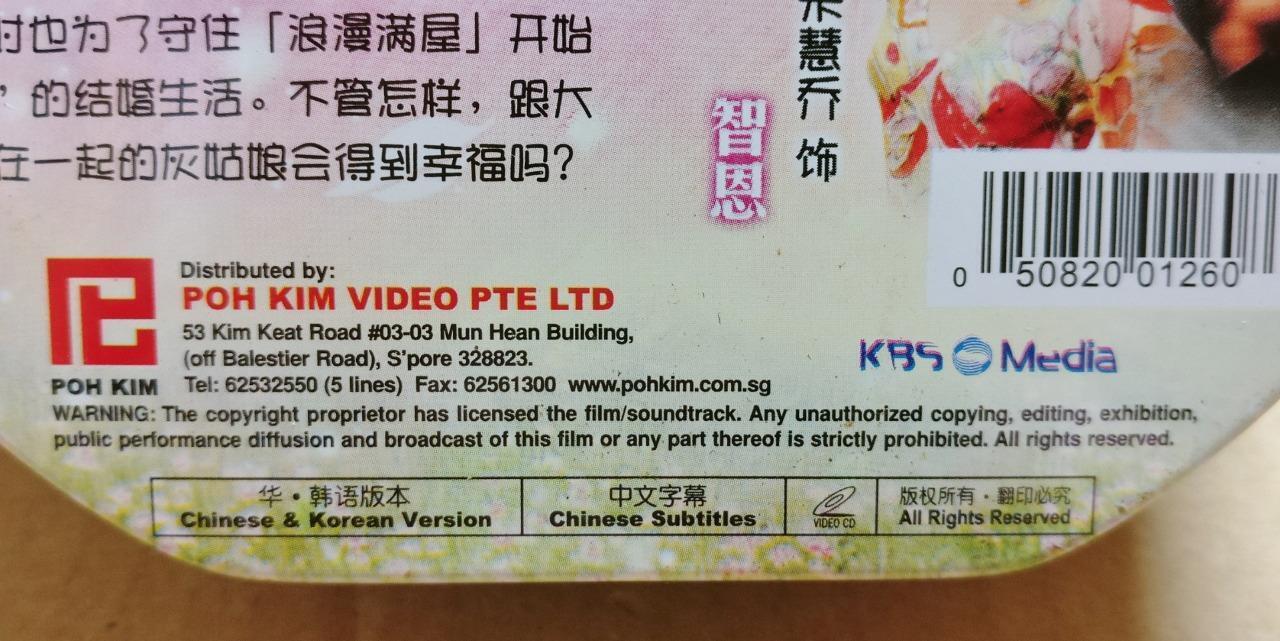 时也为了守住「浪漫满屋」开始
’的结婚生活。不管怎样，跟大
在一起的灰姑娘会得到幸福吗？
慧乔 饰
智恩
0 50820 01260
Distributed by:
POH KIM VIDEO PTE LTD
53 Kim Keat Road #03-03 Mun Hean Building,
(off Balestier Road), S'pore 328823.
Tel: 62532550 (5 lines) Fax: 62561300 www.pohkim.com.sg
POH KIM
KBS Media
WARNING: The copyright proprietor has licensed the film/soundtrack. Any unauthorized copying, editing, exhibition,
public performance diffusion and broadcast of this film or any part thereof is strictly prohibited. All rights reserved.
华·韩语版本
Chinese & Korean Version
中文字幕
Chinese Subtitles
VIDEO CD
版权所有·翻印必究
All Rights Reserved